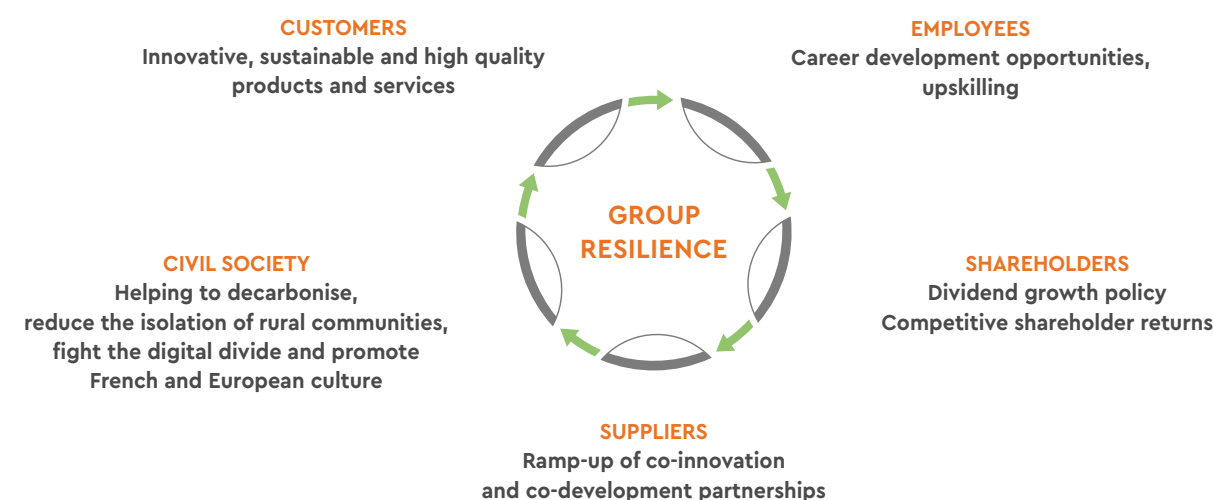 CUSTOMERS
Innovative, sustainable and high quality
products and services
EMPLOYEES
Career development opportunities,
upskilling
GROUP
RESILIENCE
CIVIL SOCIETY
Helping to decarbonise,
reduce the isolation of rural communities,
fight the digital divide and promote
French and European culture
SHAREHOLDERS
Dividend growth policy
Competitive shareholder returns
SUPPLIERS
Ramp-up of co-innovation
and co-development partnerships